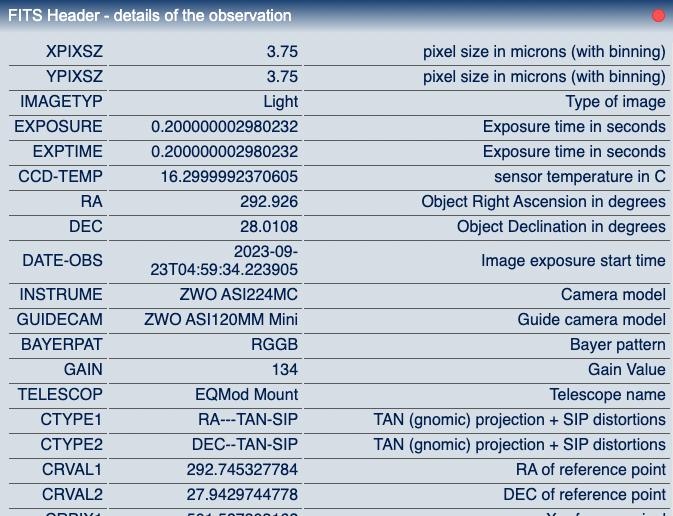 FITS Header - details of the observation
XPIXSZ 3.75 pixel size in microns (with binning)
YPIXSZ 3.75 pixel size in microns (with binning)
IMAGETYP Light Type of image
EXPOSURE 0.200000002980232 Exposure time in seconds
EXPTIME 0.200000002980232 Exposure time in seconds
CCD-TEMP 16.2999992370605 sensor temperature in C
RA 292.926 Object Right Ascension in degrees
DEC 28.0108 Object Declination in degrees
DATE-OBS 2023-09-
23T04:59:34.223905 Image exposure start time
INSTRUME ZWO ASI224MC Camera model
GUIDECAM ZWO ASI120MM Mini Guide camera model
BAYERPAT RGGB Bayer pattern
GAIN 134 Gain Value
TELESCOP EQMod Mount Telescope name
CTYPE1 RA---TAN-SIP TAN (gnomic) projection + SIP distortions
CTYPE2 DEC--TAN-SIP TAN (gnomic) projection + SIP distortions
CRVAL1 292.745327784 RA of reference point
CRVAL2 27.9429744778 DEC of reference point